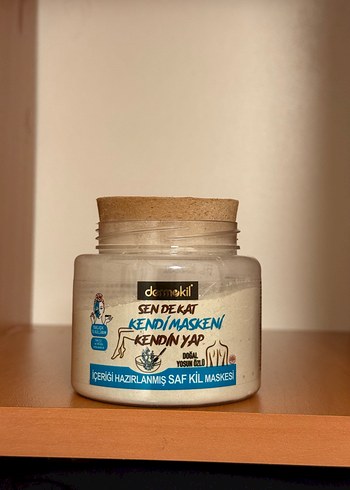 dermokil
SEN DE KAT
KENDİ MASKENİ
KENDİN YAP
DOĞAL
YOSUN ÖZLÜ
İÇERİĞİ HAZIRLANMIŞ SAF KİL MASKESİ